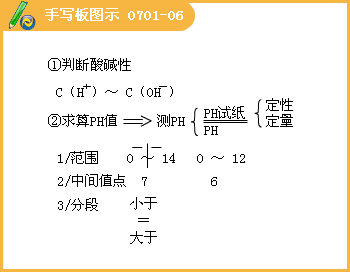 手写板图示 0701-06
①判断酸碱性
C (H⁺) ～ C (OH⁻)
②求算PH值 ⟹ 测PH { PH试纸 { 定性
PH 定量
1/范围 0 ～ 14 0 ～ 12
2/中间值点 7 6
3/分段 小于
＝
大于